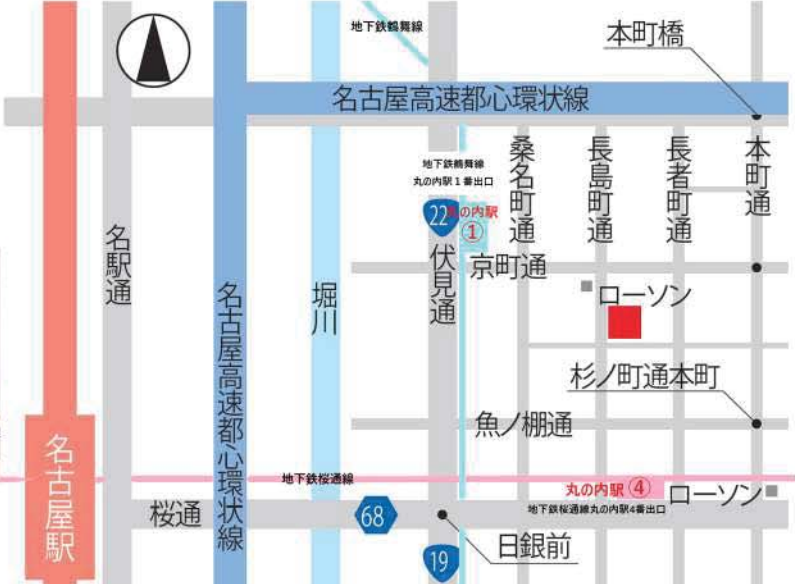 地下鉄鶴舞線
本町橋
名古屋高速都心環状線
地下鉄鶴舞線
丸の内駅1番出口
桑名町通
長島町通
長者町通
本町通
22
丸の内駅
①
名駅通
伏見通
京町通
名古屋高速都心環状線
堀川
ローソン
杉ノ町通本町
魚ノ棚通
名古屋駅
地下鉄桜通線
丸の内駅④
ローソン
桜通
68
地下鉄桜通線丸の内駅4番出口
日銀前
19